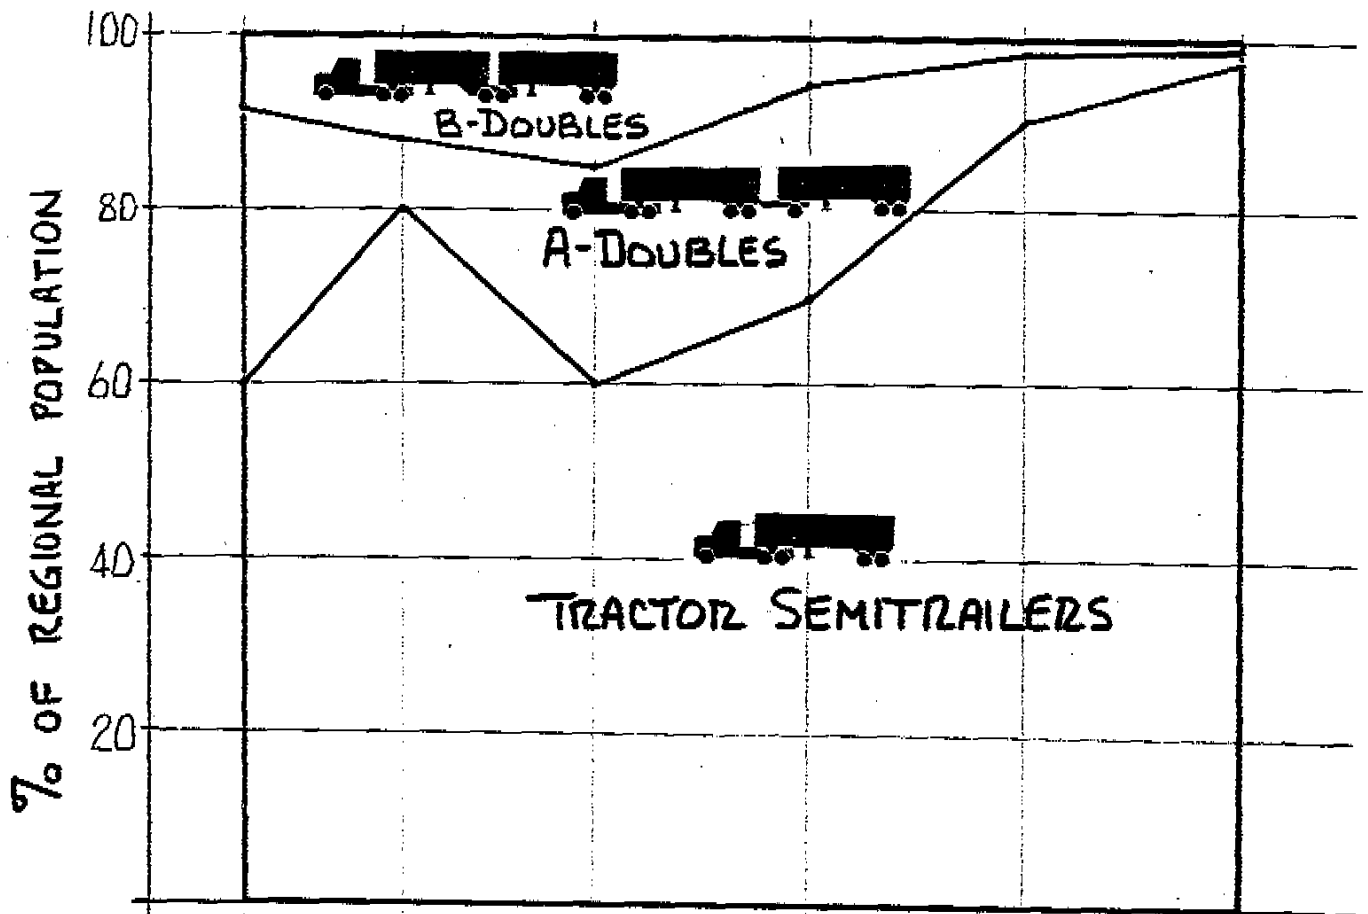 100
B-DOUBLES
80
A-DOUBLES
60
40
TRACTOR SEMITRAILERS
20
% OF REGIONAL POPULATION